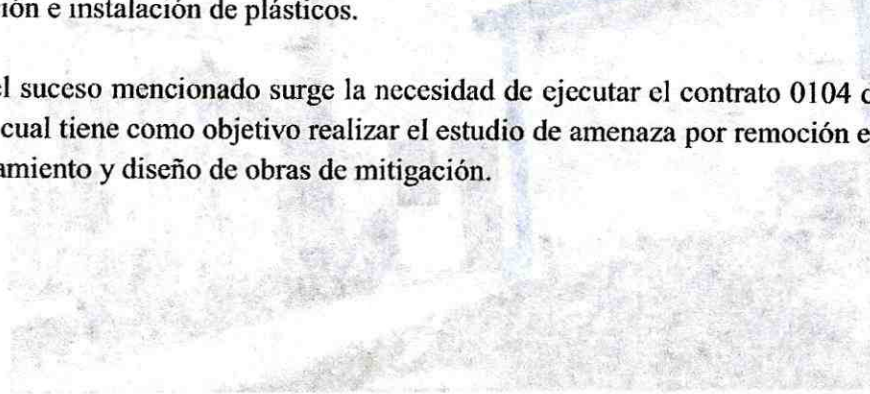 ión e instalación de plásticos.
el suceso mencionado surge la necesidad de ejecutar el contrato 0104 d
cual tiene como objetivo realizar el estudio de amenaza por remoción e
amiento y diseño de obras de mitigación.